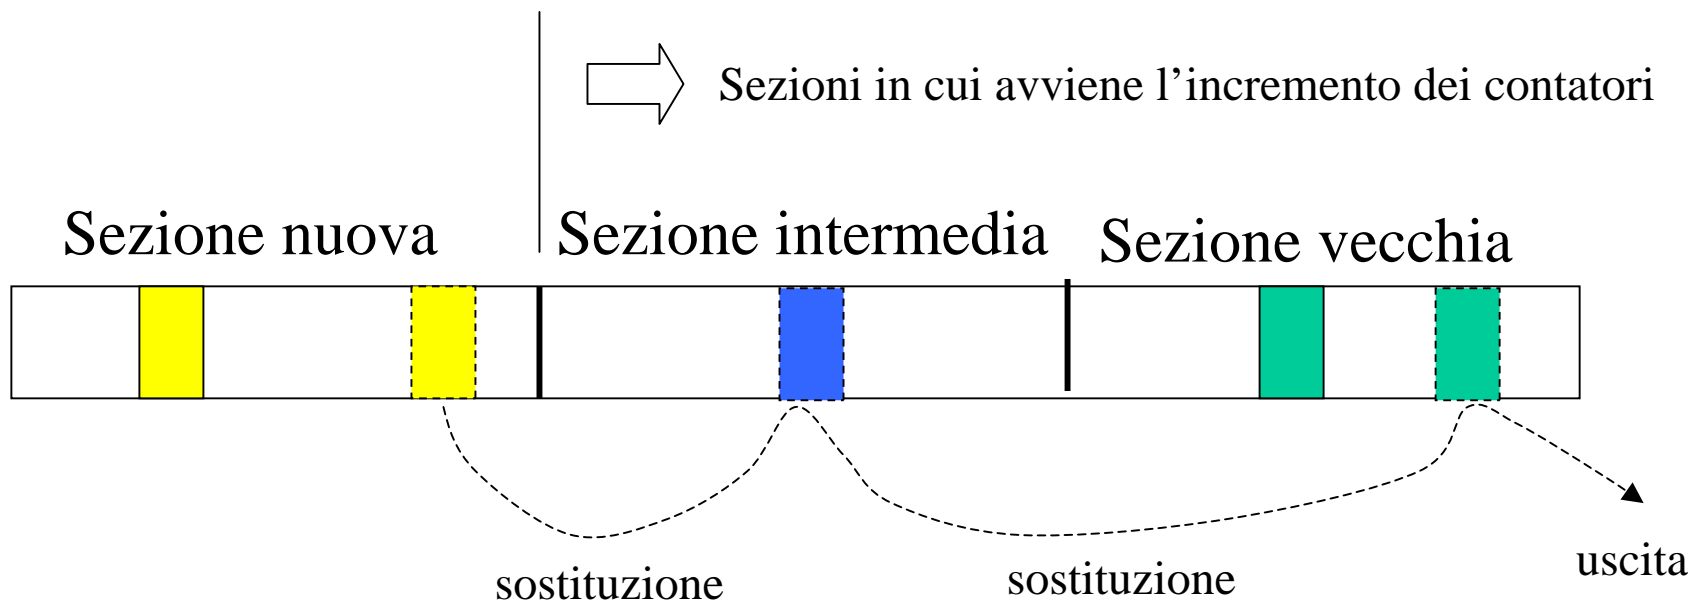 Sezioni in cui avviene l’incremento dei contatori
Sezione nuova
Sezione intermedia
Sezione vecchia
sostituzione
sostituzione
uscita